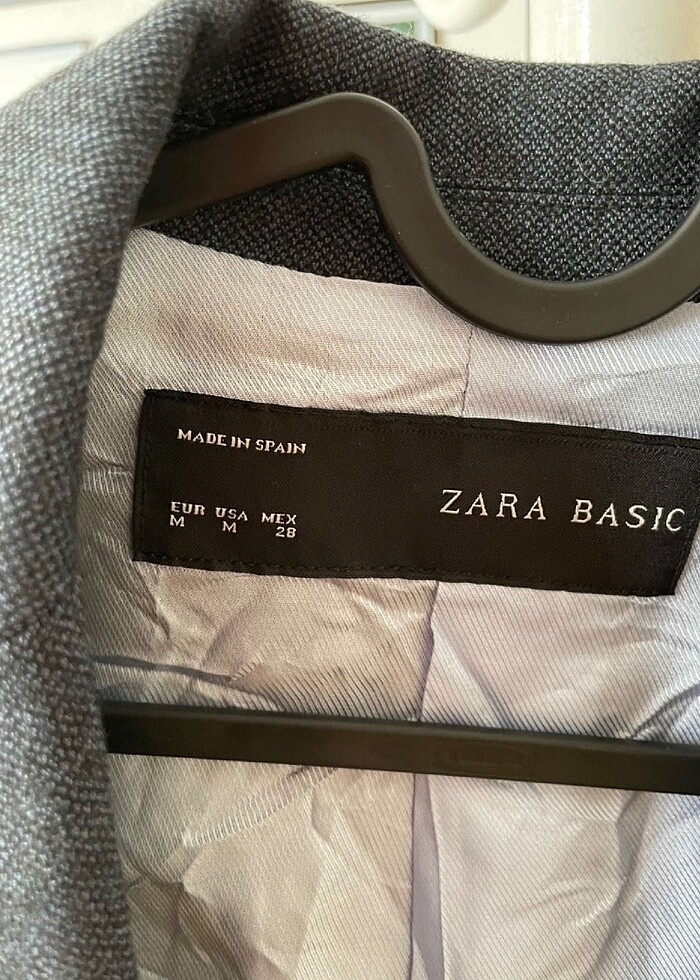 MADE IN SPAIN
EUR USA MEX
M M 28
ZARA BASIC